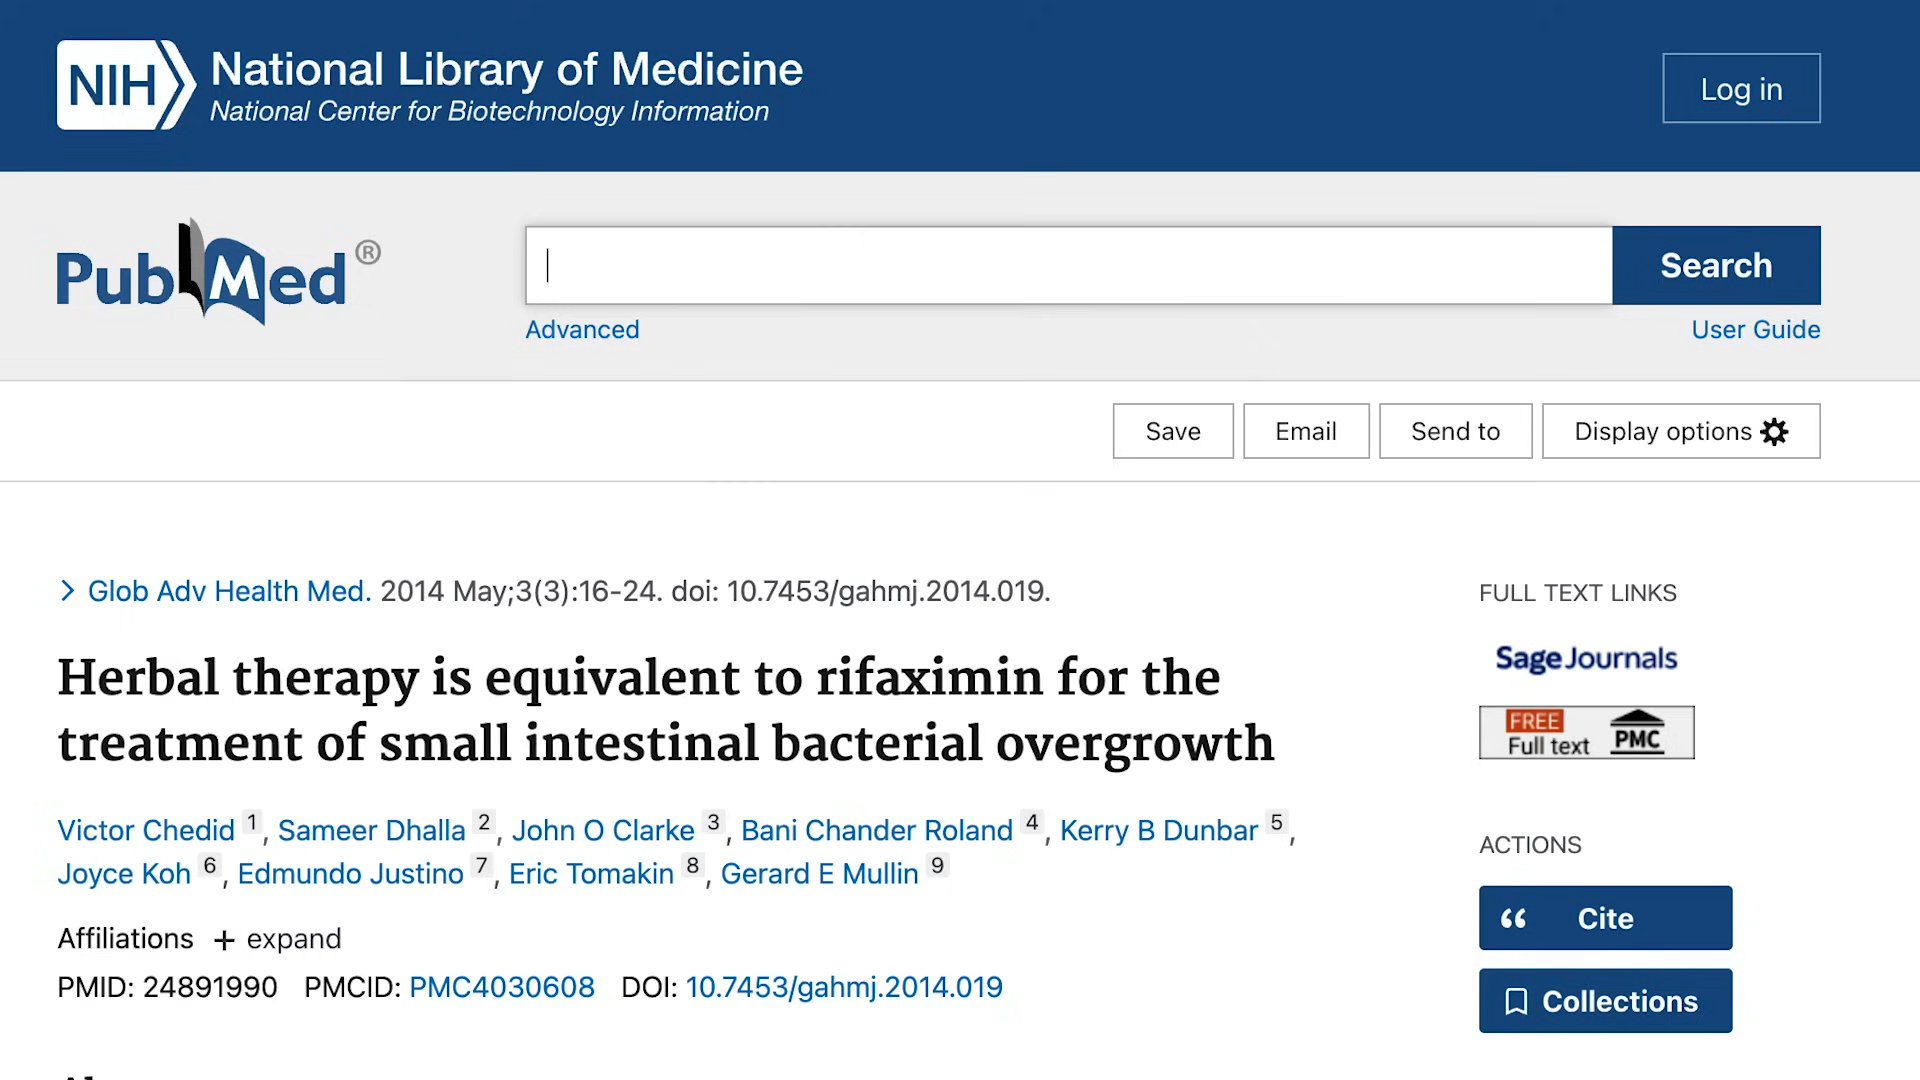 NIH National Library of Medicine
National Center for Biotechnology Information
Log in
PubMed®
Search
Advanced
User Guide
Save
Email
Send to
Display options
> Glob Adv Health Med. 2014 May;3(3):16-24. doi: 10.7453/gahmj.2014.019.
Herbal therapy is equivalent to rifaximin for the
treatment of small intestinal bacterial overgrowth
Victor Chedid 1, Sameer Dhalla 2, John O Clarke 3, Bani Chander Roland 4, Kerry B Dunbar 5,
Joyce Koh 6, Edmundo Justino 7, Eric Tomakin 8, Gerard E Mullin 9
Affiliations + expand
PMID: 24891990 PMCID: PMC4030608 DOI: 10.7453/gahmj.2014.019
FULL TEXT LINKS
Sage Journals
FREE
Full text
PMC
ACTIONS
Cite
Collections